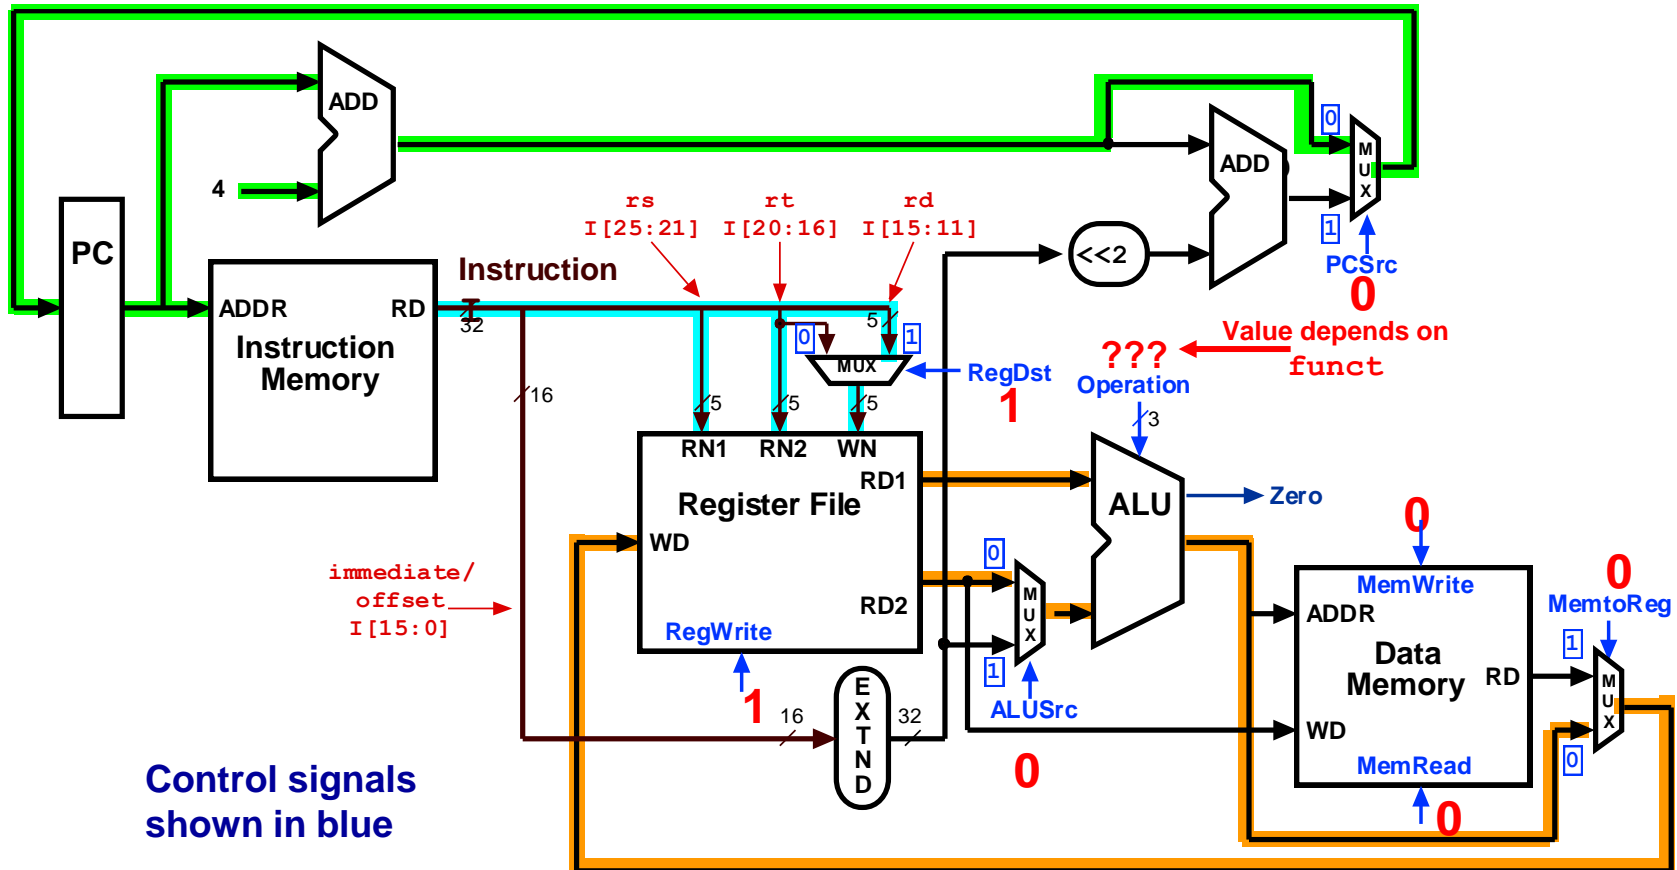 ADD
0
M
U
X
1
PCSrc
0
ADD
<<2
4
PC
rs
I[25:21]
rt
I[20:16]
rd
I[15:11]
Instruction
ADDR
RD
32
Instruction
Memory
16
5
0
1
MUX
RegDst
1
5
5
5
Value depends on
funct
???
Operation
3
RN1
RN2
WN
RD1
Register File
WD
RD2
RegWrite
1
ALU
Zero
0
M
U
X
1
ALUSrc
0
immediate/
offset
I[15:0]
16
E
X
T
N
D
32
0
MemWrite
ADDR
Data
Memory
RD
WD
MemRead
0
0
MemtoReg
1
M
U
X
0
Control signals
shown in blue